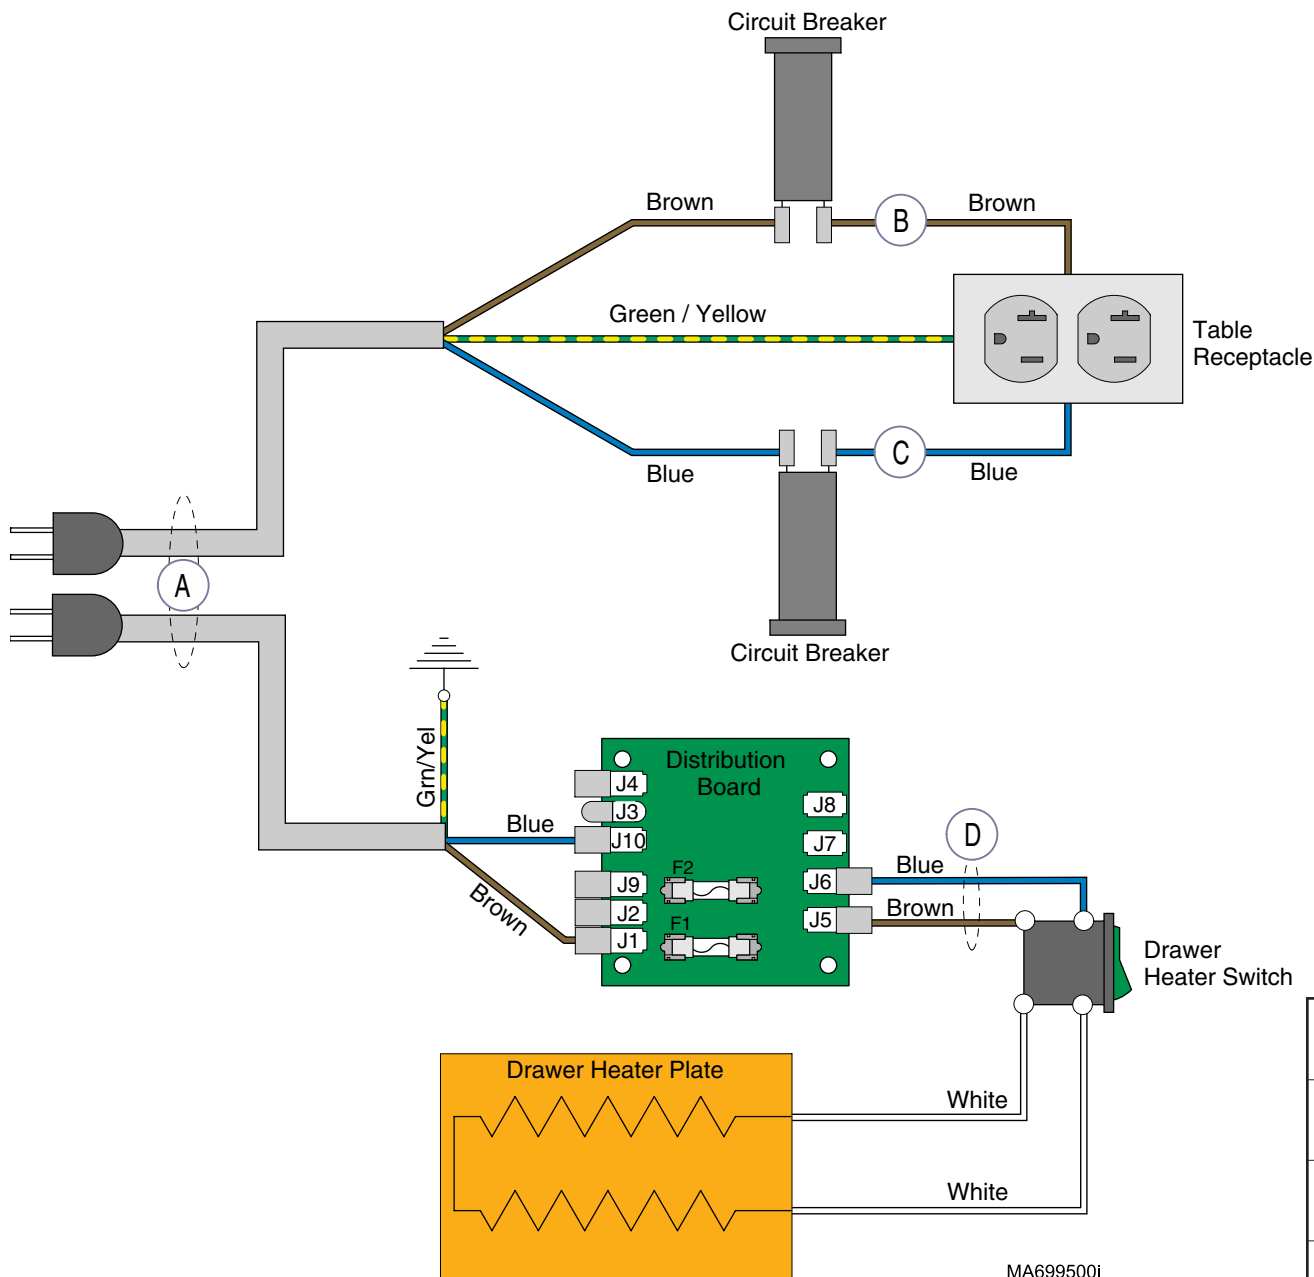 Circuit Breaker
Brown
B
Brown
Green / Yellow
Table
Receptacle
Blue
C
Blue
A
Circuit Breaker
Grn/Yel
Distribution
Board
J4
J3
J8
Blue
J10
J7
D
F2
J6
Blue
J9
Brown
J2
F1
J5
Brown
J1
Drawer
Heater Switch
Drawer Heater Plate
White
White
MA699500i